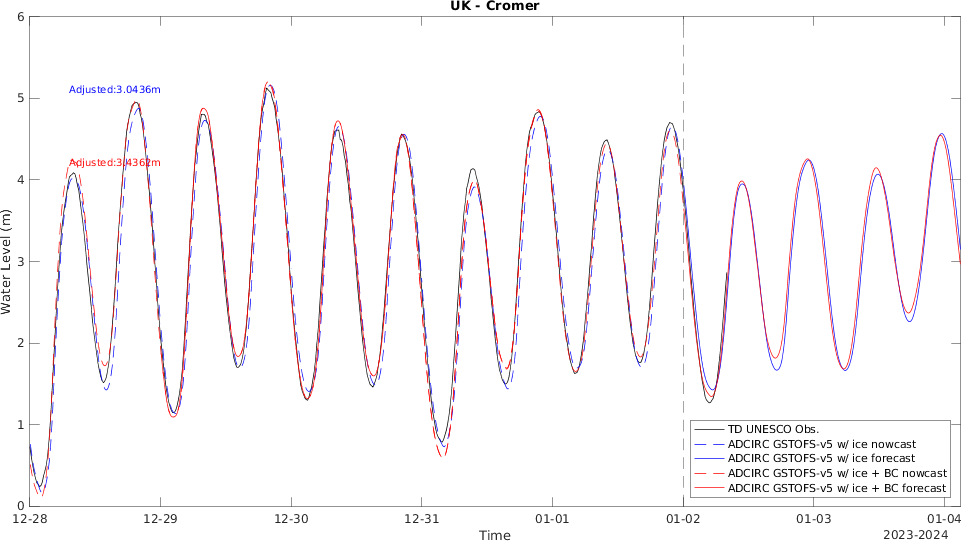 UK - Cromer
6
5
4
3
2
1
0
Water Level (m)
Adjusted:3.0436m
Adjusted:3.4362m
TD UNESCO Obs.
ADCIRC GSTOFS-v5 w/ ice nowcast
ADCIRC GSTOFS-v5 w/ ice forecast
ADCIRC GSTOFS-v5 w/ ice + BC nowcast
ADCIRC GSTOFS-v5 w/ ice + BC forecast
12-28 12-29 12-30 12-31 01-01 01-02 01-03 01-04
Time
2023-2024